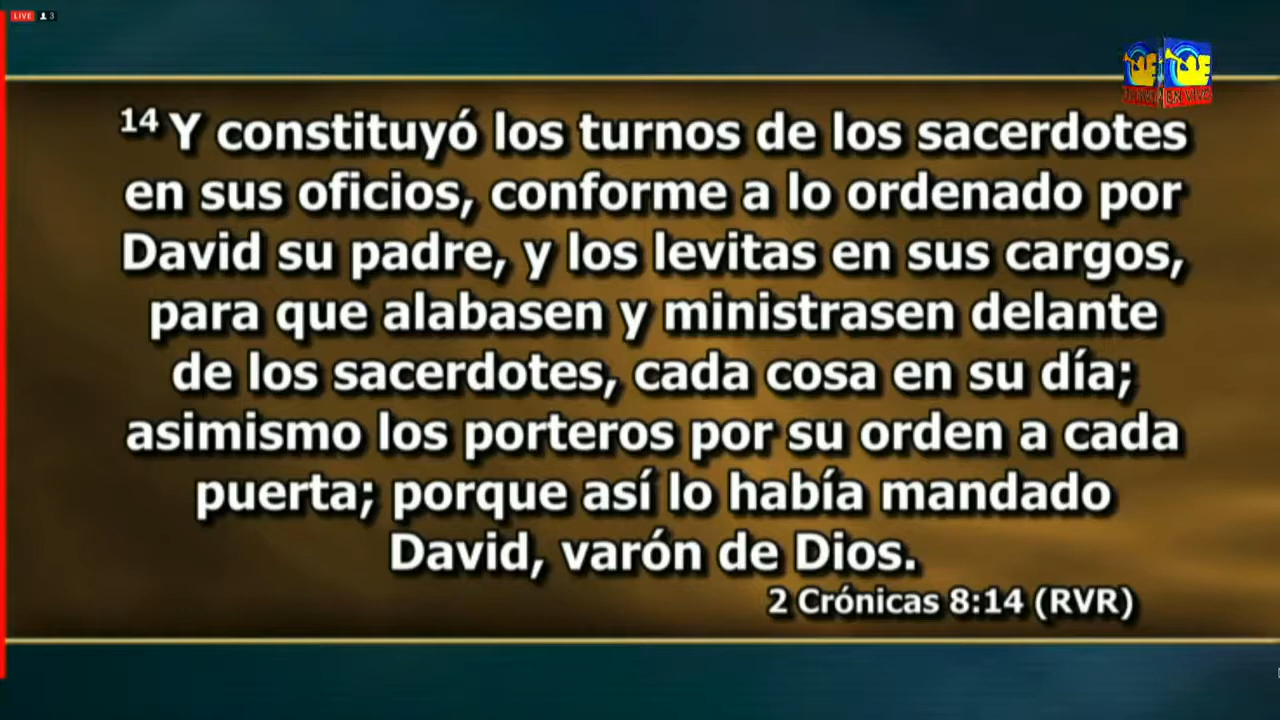 LIVE 3
14 Y constituyó los turnos de los sacerdotes
en sus oficios, conforme a lo ordenado por
David su padre, y los levitas en sus cargos,
para que alabasen y ministrasen delante
de los sacerdotes, cada cosa en su día;
asimismo los porteros por su orden a cada
puerta; porque así lo había mandado
David, varón de Dios.
2 Crónicas 8:14 (RVR)